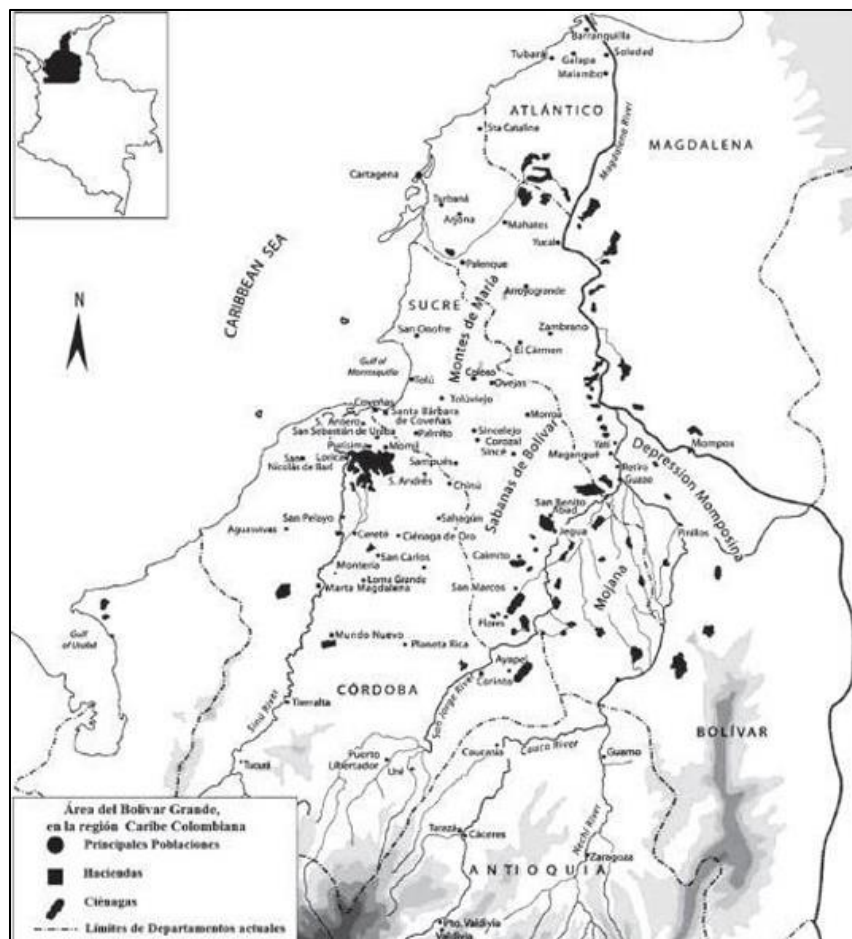 Barranquilla
Tubará
Galapa
Soledad
Malambo
ATLÁNTICO
Sta Catalina
MAGDALENA
Magdalena River
Cartagena
Turbaná
Arjona
Mahates
Yucal
Palenque
CARIBBEAN SEA
N
SUCRE
Arroyogrande
Montes de María
San Onofre
Zambrano
El Cármen
Gulf of
Morrosquillo
Tolú
Coloso
Ovejas
Tolúviejo
Coveñas
Santa Bárbara
de Coveñas
S. Antero
San Sebastián de Urabá
Palmito
Sincelejo
Corozal
Morroa
Purísima
Momil
Sincé
Sabanas de Bolívar
Yati
Magangué
Mompos
Depression Momposina
San
Nicolás de Bari
Lorica
Sampués
Retiro
Guazo
S. Andrés
Chinú
San Benito
Abad
Jegua
Pinillos
San Pelayo
Sahagún
Aguasvivas
Cereté
Ciénaga de Oro
San Carlos
Caimito
Montería
Loma Grande
Marta Magdalena
San Marcos
Mojana
Flores
Gulf
of Urabá
Mundo Nuevo
Planeta Rica
Ayapel
Corinto
CÓRDOBA
San Jorge River
Sinú River
Tierralta
BOLÍVAR
Puerto
Libertador
Uré
Caucasia
Cauca River
Guamo
Tucurá
Tarazá
Cáceres
Nechí River
Zaragoza
ANTIOQUIA
Pto. Valdivia
Valdivia
Área del Bolívar Grande,
en la región Caribe Colombiana
Principales Poblaciones
Haciendas
Ciénagas
Límites de Departamentos actuales